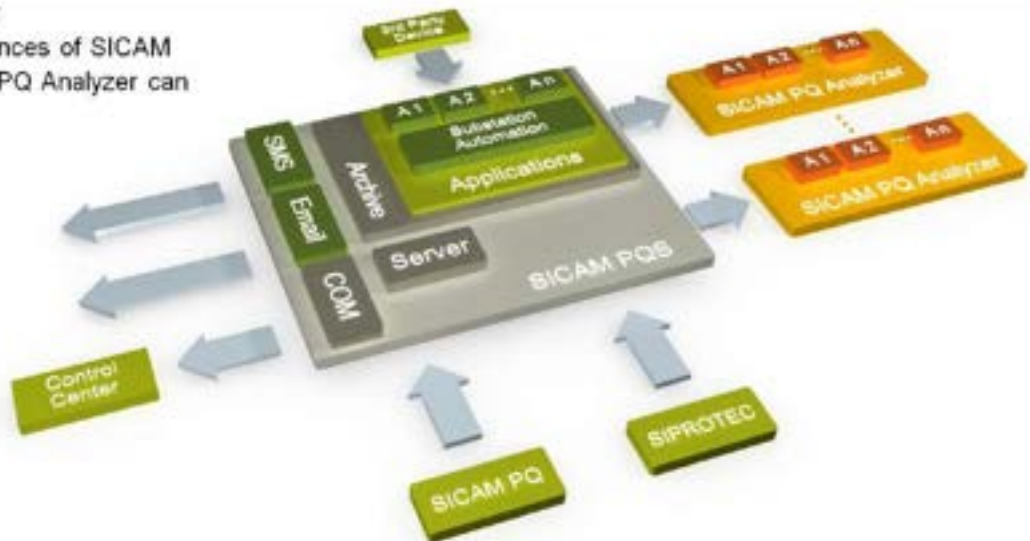 nces of SICAM
PQ Analyzer can
3rd Party
Device
A1 A2 ... An
Substation
Automation
Applications
Archive
SMS
Email
COM
Server
SICAM PQS
A1 A2 ... An
SICAM PQ Analyzer
A1 A2 ... An
SICAM PQ Analyzer
Control
Center
SICAM PQ
SIPROTEC